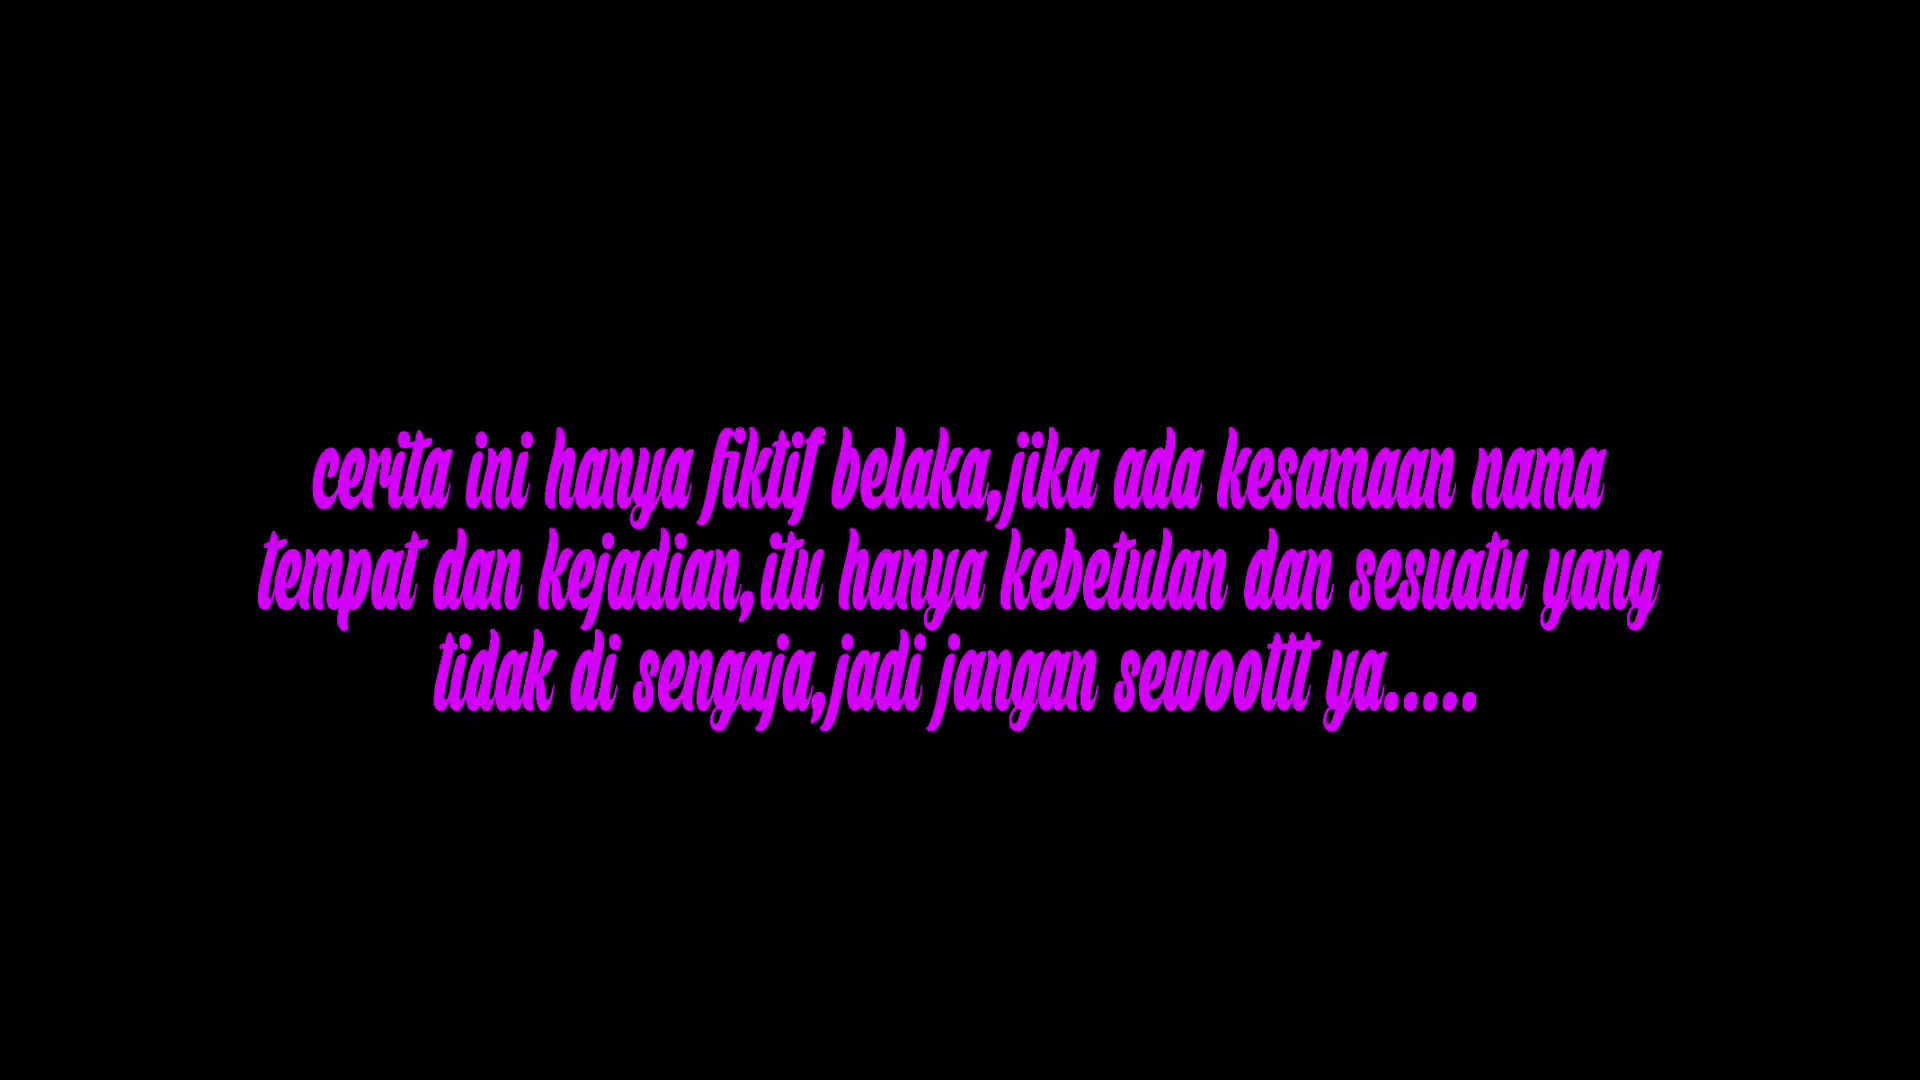 cerita ini hanya fiktif belaka,jika ada kesamaan nama
tempat dan kejadian,itu hanya kebetulan dan sesuatu yang
tidak di sengaja,jadi jangan sewoottt ya.....